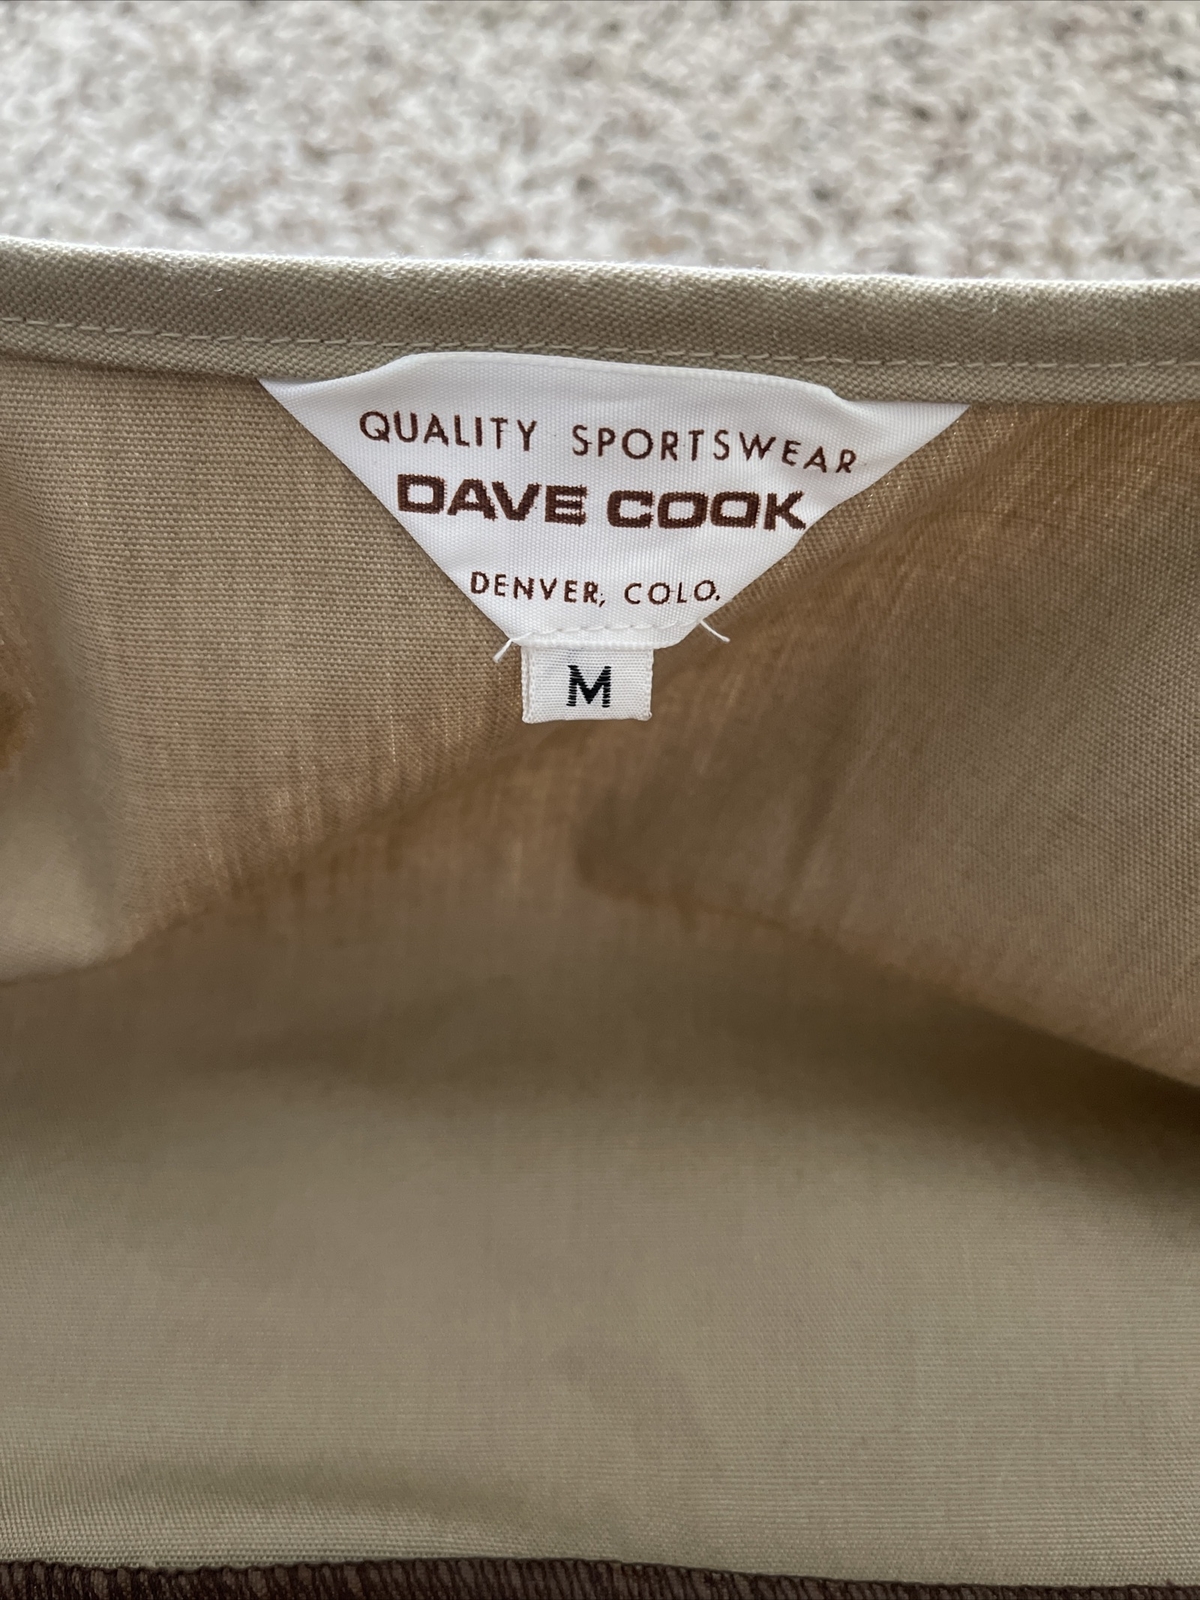 QUALITY SPORTSWEAR
DAVE COOK
DENVER, COLO.
M